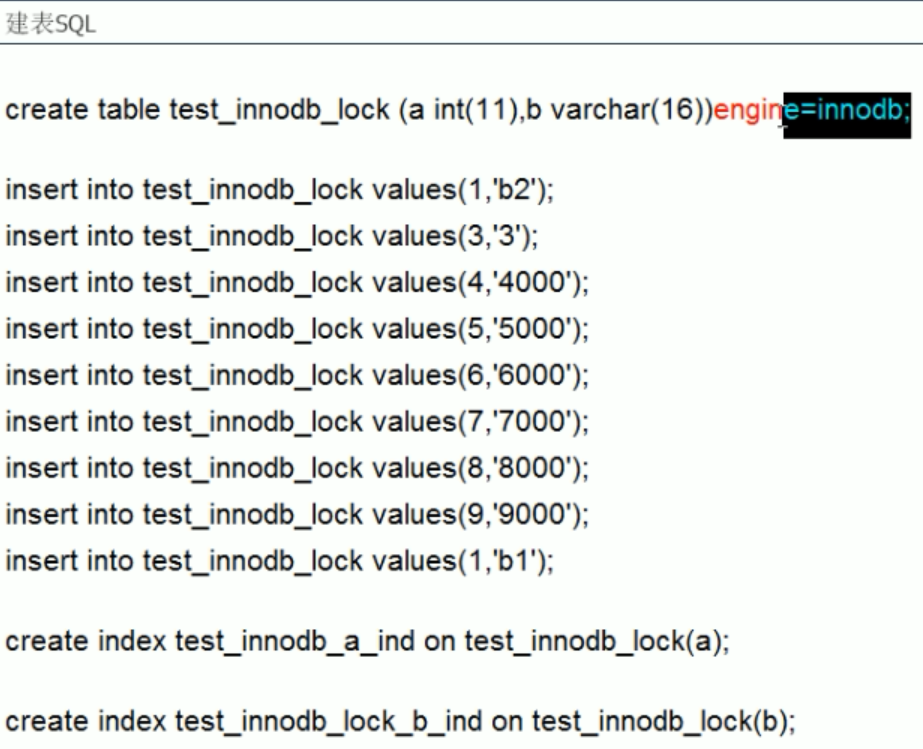 建表SQL
create table test_innodb_lock (a int(11),b varchar(16))engine=innodb;
insert into test_innodb_lock values(1,'b2');
insert into test_innodb_lock values(3,'3');
insert into test_innodb_lock values(4,'4000');
insert into test_innodb_lock values(5,'5000');
insert into test_innodb_lock values(6,'6000');
insert into test_innodb_lock values(7,'7000');
insert into test_innodb_lock values(8,'8000');
insert into test_innodb_lock values(9,'9000');
insert into test_innodb_lock values(1,'b1');
create index test_innodb_a_ind on test_innodb_lock(a);
create index test_innodb_lock_b_ind on test_innodb_lock(b);